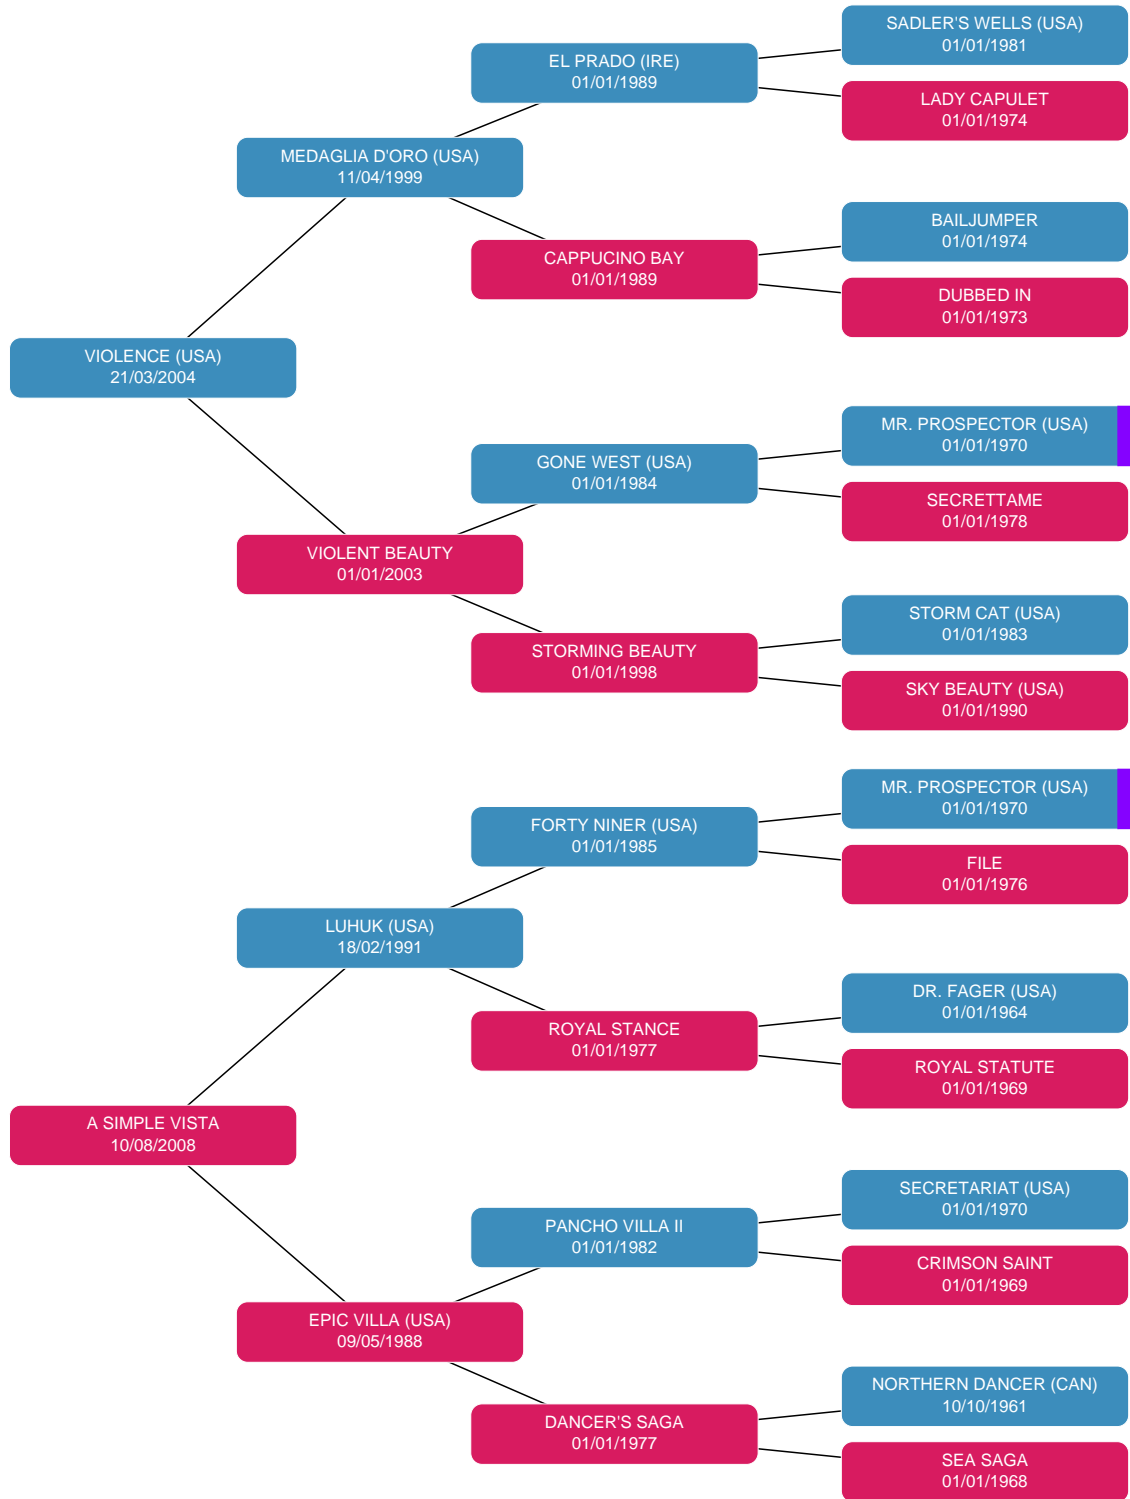 SADLER'S WELLS (USA)
01/01/1981
EL PRADO (IRE)
01/01/1989
LADY CAPULET
01/01/1974
MEDAGLIA D'ORO (USA)
11/04/1999
BAILJUMPER
01/01/1974
CAPPUCINO BAY
01/01/1989
DUBBED IN
01/01/1973
VIOLENCE (USA)
21/03/2004
MR. PROSPECTOR (USA)
01/01/1970
GONE WEST (USA)
01/01/1984
SECRETTAME
01/01/1978
VIOLENT BEAUTY
01/01/2003
STORM CAT (USA)
01/01/1983
STORMING BEAUTY
01/01/1998
SKY BEAUTY (USA)
01/01/1990
MR. PROSPECTOR (USA)
01/01/1970
FORTY NINER (USA)
01/01/1985
FILE
01/01/1976
LUHUK (USA)
18/02/1991
DR. FAGER (USA)
01/01/1964
ROYAL STANCE
01/01/1977
ROYAL STATUTE
01/01/1969
A SIMPLE VISTA
10/08/2008
SECRETARIAT (USA)
01/01/1970
PANCHO VILLA II
01/01/1982
CRIMSON SAINT
01/01/1969
EPIC VILLA (USA)
09/05/1988
NORTHERN DANCER (CAN)
10/10/1961
DANCER'S SAGA
01/01/1977
SEA SAGA
01/01/1968